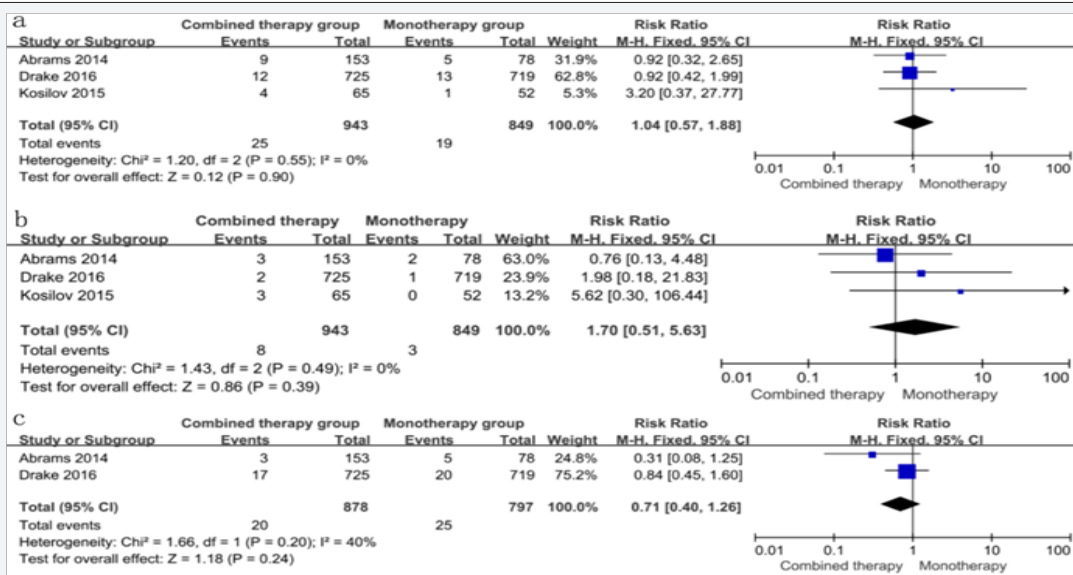 a
Combined therapy group Monotherapy group Risk Ratio Risk Ratio
Study or Subgroup Events Total Events Total Weight M-H. Fixed. 95% CI M-H. Fixed. 95% CI
Abrams 2014 9 153 5 78 31.9% 0.92 [0.32, 2.65]
Drake 2016 12 725 13 719 62.8% 0.92 [0.42, 1.99]
Kosilov 2015 4 65 1 52 5.3% 3.20 [0.37, 27.77]
Total (95% CI) 943 849 100.0% 1.04 [0.57, 1.88]
Total events 25 19
Heterogeneity: Chi² = 1.20, df = 2 (P = 0.55); I² = 0%
Test for overall effect: Z = 0.12 (P = 0.90)
0.01 0.1 1 10 100
Combined therapy Monotherapy
b
Combined therapy Monotherapy Risk Ratio Risk Ratio
Study or Subgroup Events Total Events Total Weight M-H. Fixed. 95% CI M-H. Fixed. 95% CI
Abrams 2014 3 153 2 78 63.0% 0.76 [0.13, 4.48]
Drake 2016 2 725 1 719 23.9% 1.98 [0.18, 21.83]
Kosilov 2015 3 65 0 52 13.2% 5.62 [0.30, 106.44]
Total (95% CI) 943 849 100.0% 1.70 [0.51, 5.63]
Total events 8 3
Heterogeneity: Chi² = 1.43, df = 2 (P = 0.49); I² = 0%
Test for overall effect: Z = 0.86 (P = 0.39)
0.01 0.1 1 10 100
Combined therapy Monotherapy
c
Combined therapy group Monotherapy group Risk Ratio Risk Ratio
Study or Subgroup Events Total Events Total Weight M-H. Fixed. 95% CI M-H. Fixed. 95% CI
Abrams 2014 3 153 5 78 24.8% 0.31 [0.08, 1.25]
Drake 2016 17 725 20 719 75.2% 0.84 [0.45, 1.60]
Total (95% CI) 878 797 100.0% 0.71 [0.40, 1.26]
Total events 20 25
Heterogeneity: Chi² = 1.66, df = 1 (P = 0.20); I² = 40%
Test for overall effect: Z = 1.18 (P = 0.24)
0.01 0.1 1 10 100
Combined therapy Monotherapy